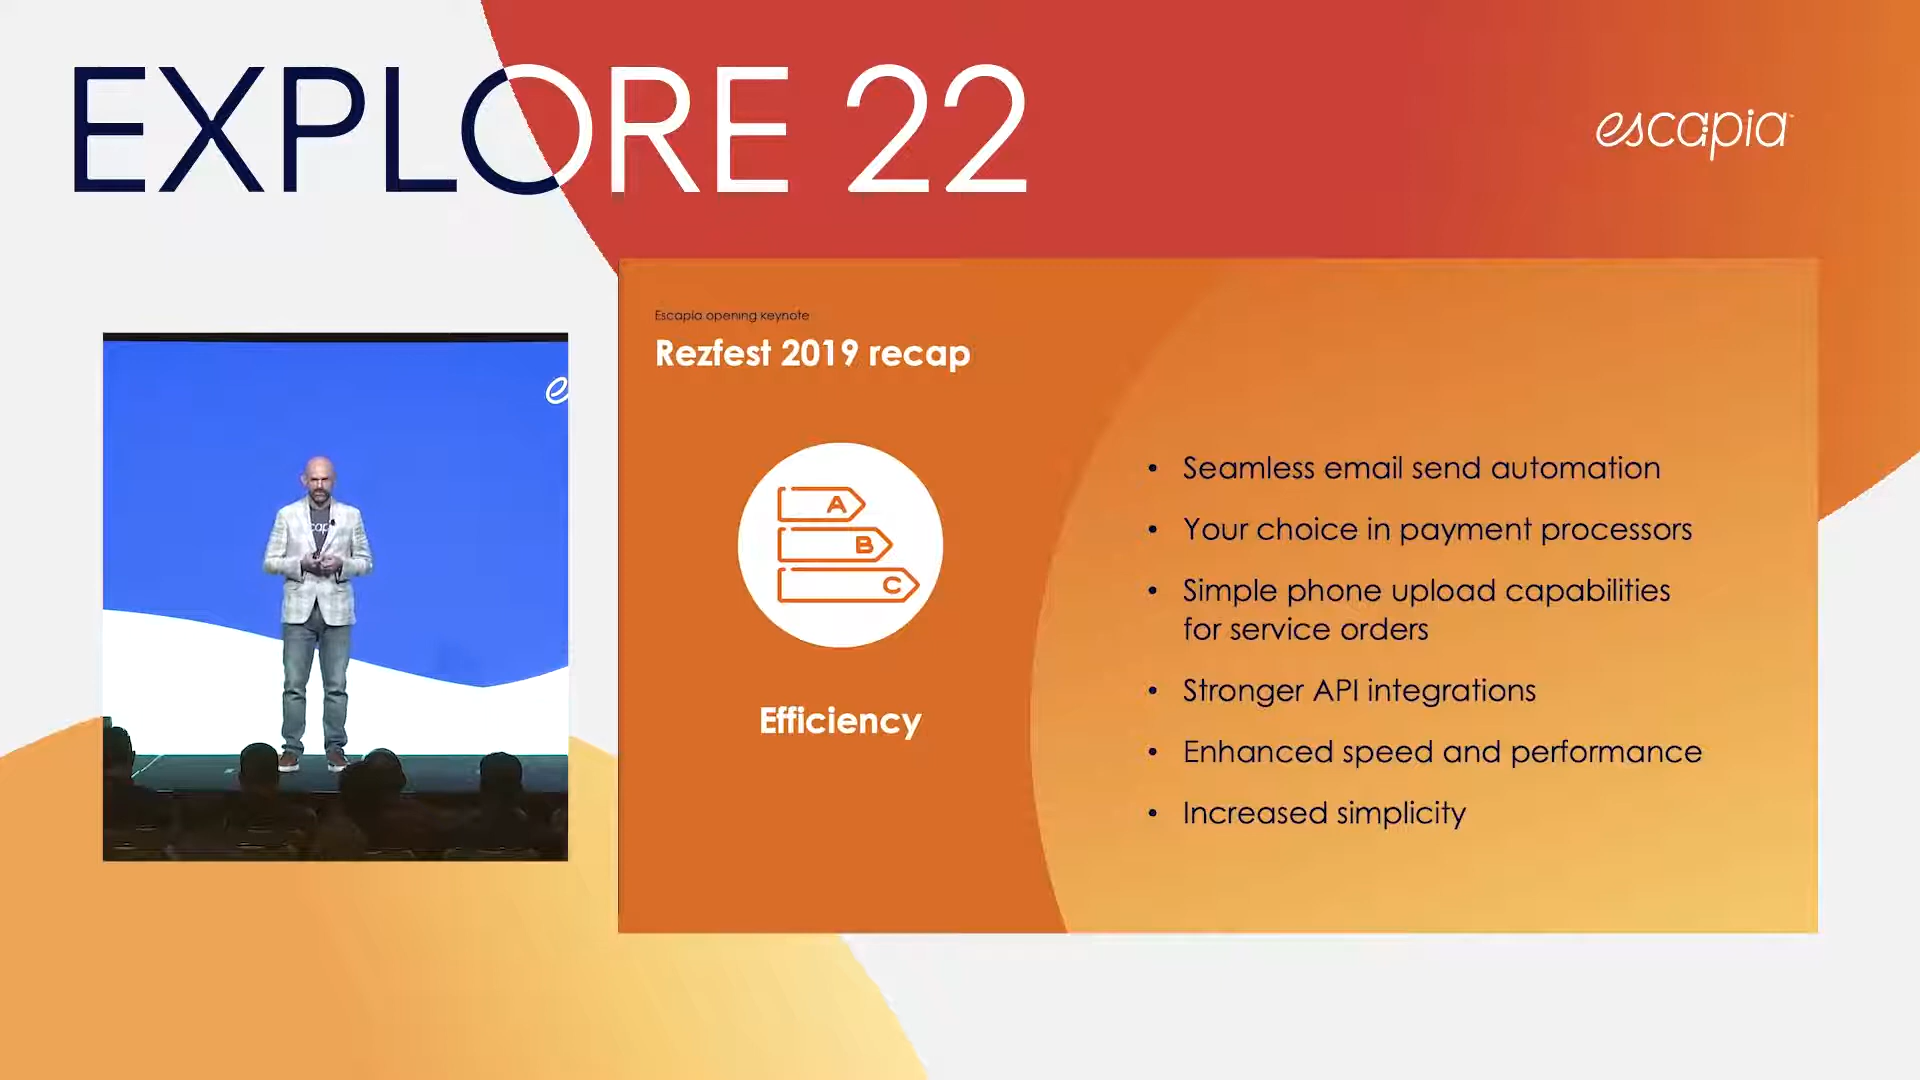 EXPLORE 22
escapia
Escapia opening keynote
Rezfest 2019 recap
A
B
C
Efficiency
• Seamless email send automation
• Your choice in payment processors
• Simple phone upload capabilities
for service orders
• Stronger API integrations
• Enhanced speed and performance
• Increased simplicity